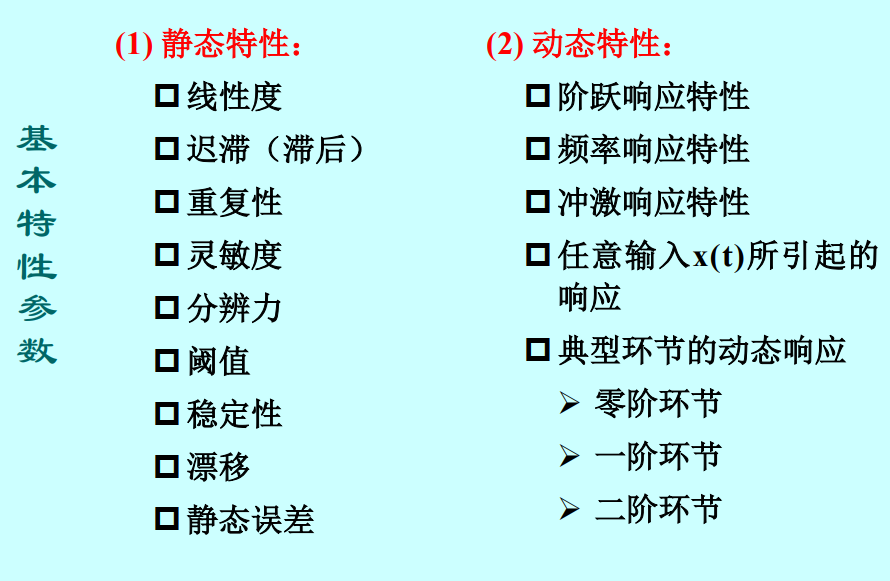 基本特性参数
(1) 静态特性：
线性度
迟滞（滞后）
重复性
灵敏度
分辨力
阈值
稳定性
漂移
静态误差
(2) 动态特性：
阶跃响应特性
频率响应特性
冲激响应特性
任意输入x(t)所引起的
响应
典型环节的动态响应
零阶环节
一阶环节
二阶环节